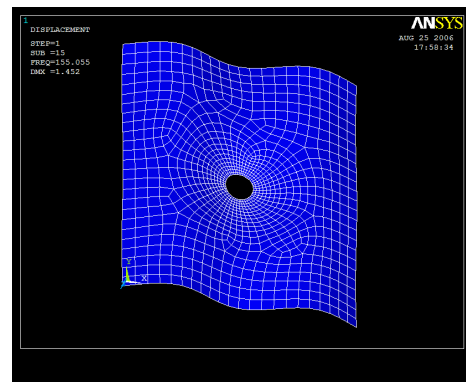 1
DISPLACEMENT
STEP=1
SUB =15
FREQ=155.055
DMX =1.452
ANSYS
AUG 25 2006
17:58:34
Y
X